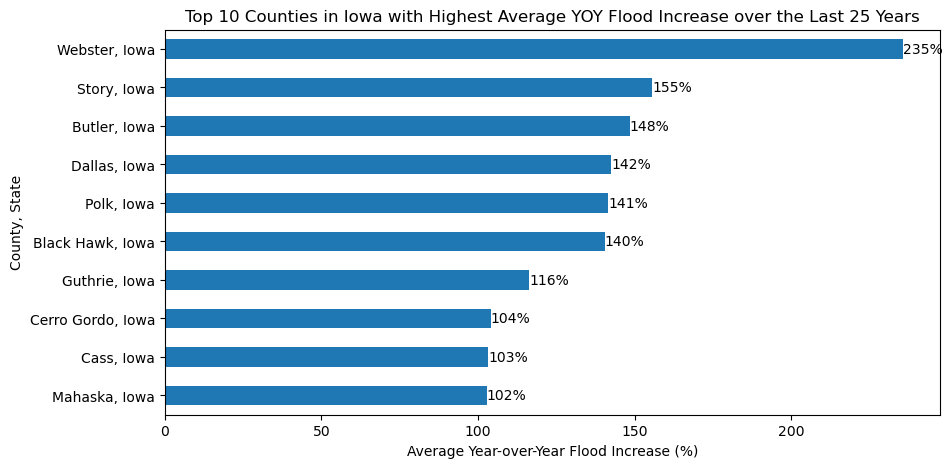 Top 10 Counties in Iowa with Highest Average YOY Flood Increase over the Last 25 Years
County, State
Webster, Iowa 235%
Story, Iowa 155%
Butler, Iowa 148%
Dallas, Iowa 142%
Polk, Iowa 141%
Black Hawk, Iowa 140%
Guthrie, Iowa 116%
Cerro Gordo, Iowa 104%
Cass, Iowa 103%
Mahaska, Iowa 102%
0 50 100 150 200
Average Year-over-Year Flood Increase (%)